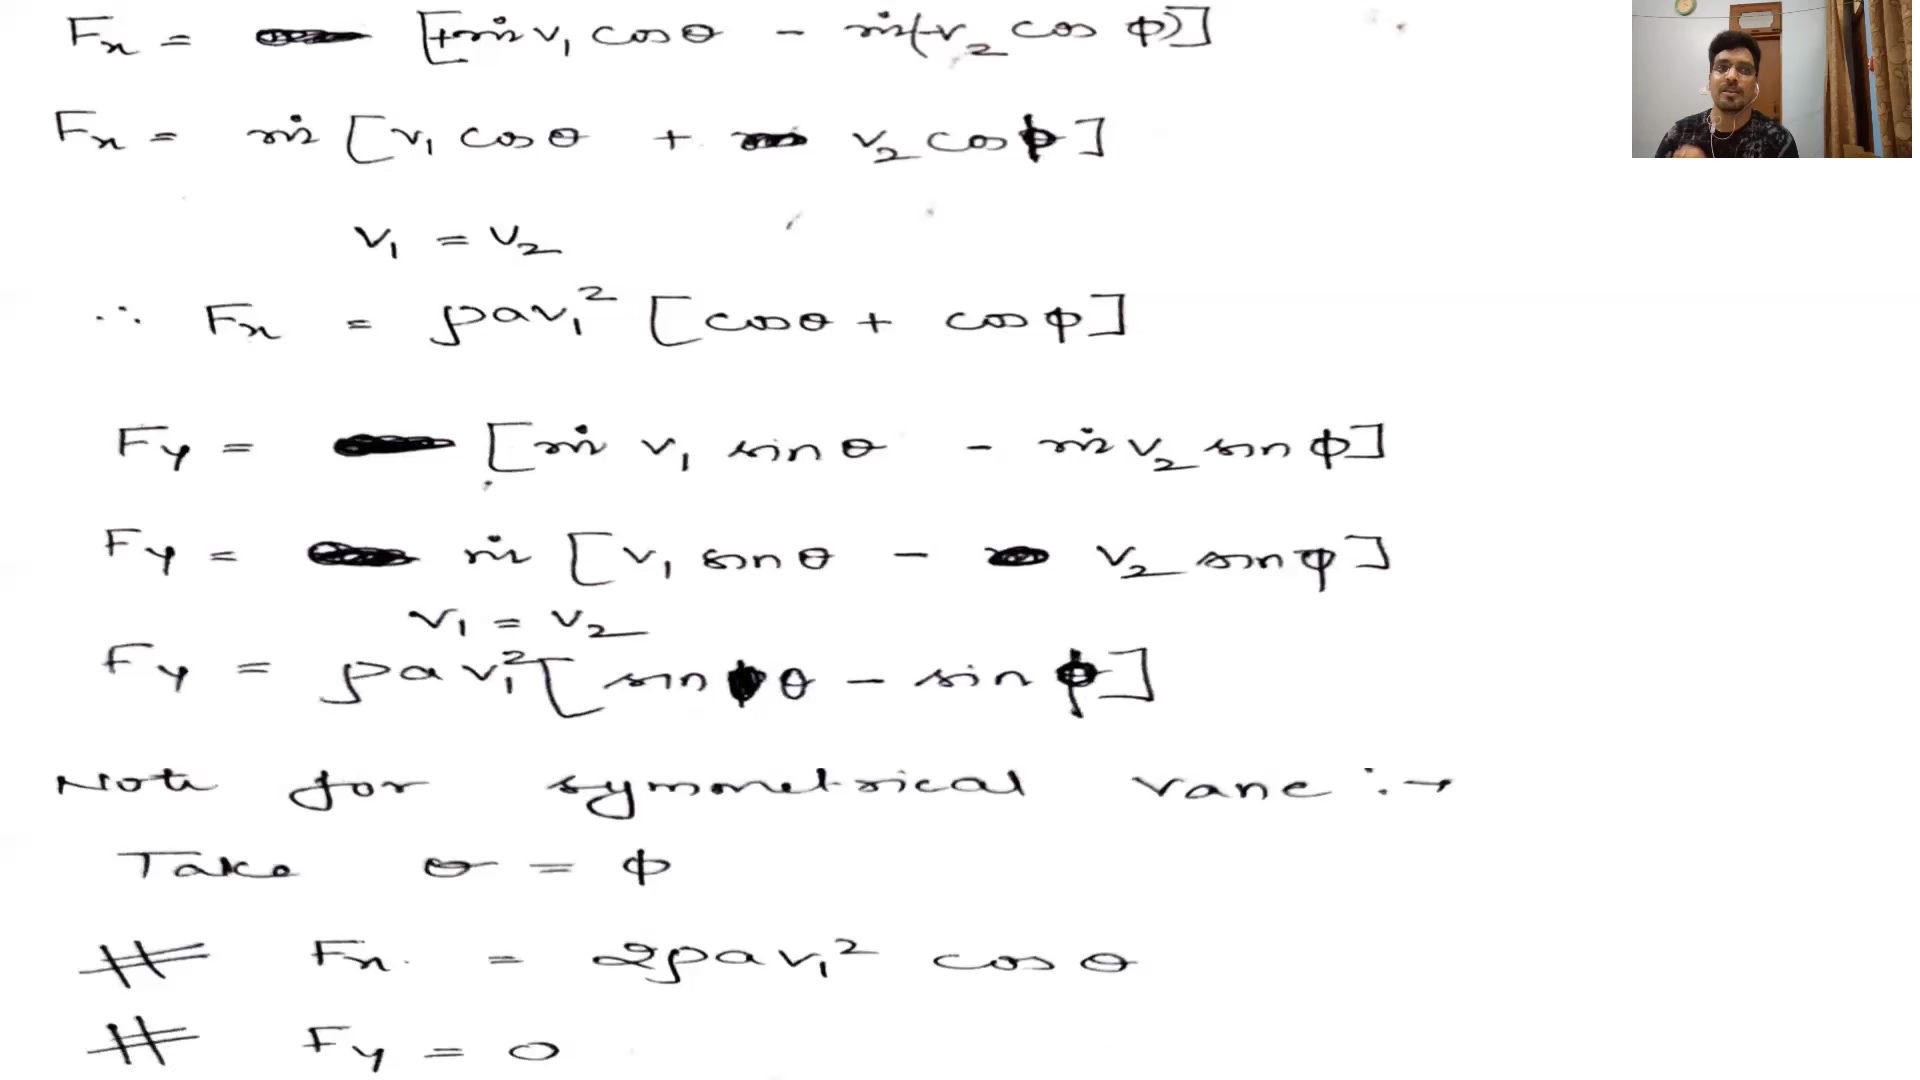 Fx = [+ṁ v₁ cos θ - ṁ(-v₂ cos φ)]
Fx = ṁ [v₁ cos θ + v₂ cos φ]
v₁ = v₂
∴ Fx = ρav₁² [cos θ + cos φ]
Fy = [ṁ v₁ sin θ - ṁ v₂ sin φ]
Fy = ṁ [v₁ sin θ - v₂ sin φ]
v₁ = v₂
Fy = ρav₁² [sin θ - sin φ]
Note for symmetrical vane :→
Take θ = φ
# Fx = 2ρav₁² cos θ
# Fy = 0